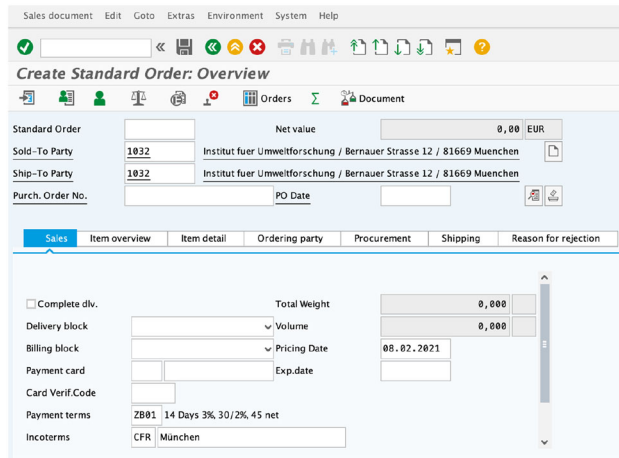 Sales document Edit Goto Extras Environment System Help
«
Create Standard Order: Overview
Orders Σ Document
Standard Order Net value 0,00 EUR
Sold-To Party 1032 Institut fuer Umweltforschung / Bernauer Strasse 12 / 81669 Muenchen
Ship-To Party 1032 Institut fuer Umweltforschung / Bernauer Strasse 12 / 81669 Muenchen
Purch. Order No. PO Date
Sales Item overview Item detail Ordering party Procurement Shipping Reason for rejection
Complete dlv. Total Weight 0,000
Delivery block Volume 0,000
Billing block Pricing Date 08.02.2021
Payment card Exp.date
Card Verif.Code
Payment terms ZB01 14 Days 3%, 30/2%, 45 net
Incoterms CFR München